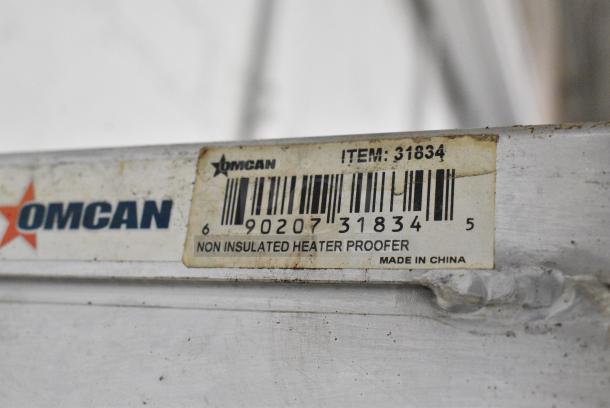 OMCAN
OMCAN ITEM: 31834
6 90207 31834 5
NON INSULATED HEATER PROOFER
MADE IN CHINA